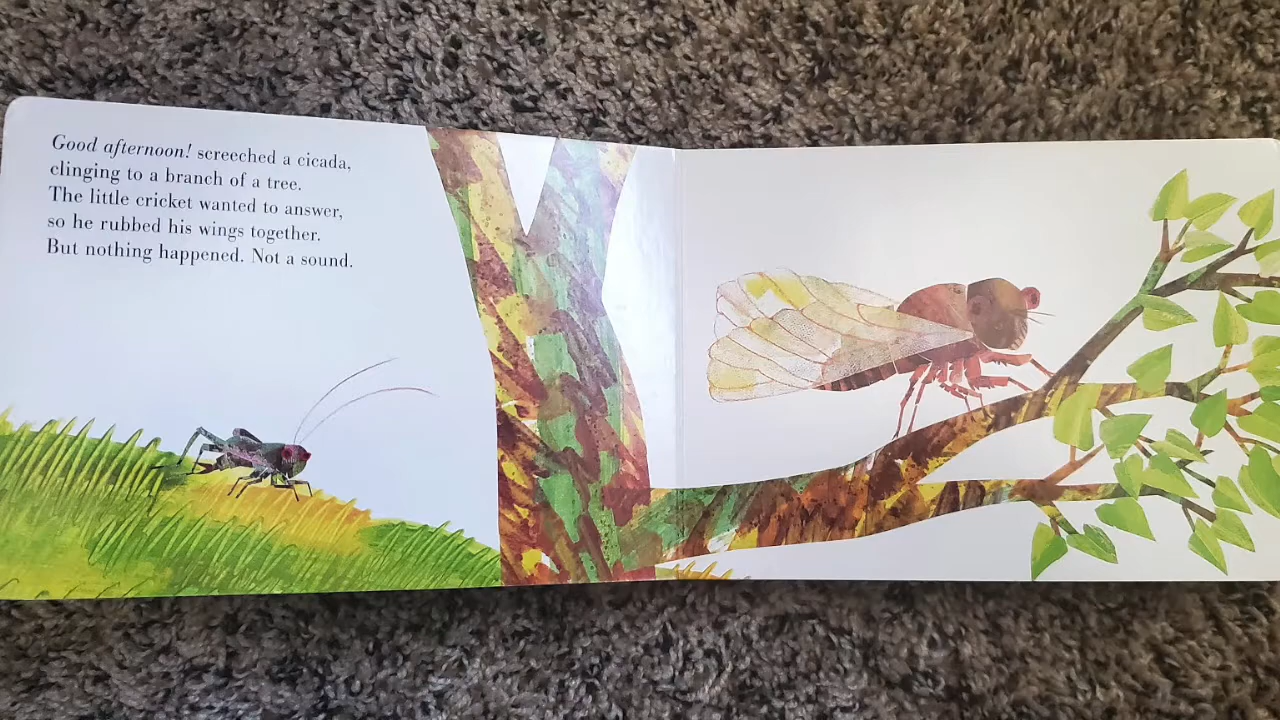 Good afternoon! screeched a cicada,
clinging to a branch of a tree.
The little cricket wanted to answer,
so he rubbed his wings together.
But nothing happened. Not a sound.